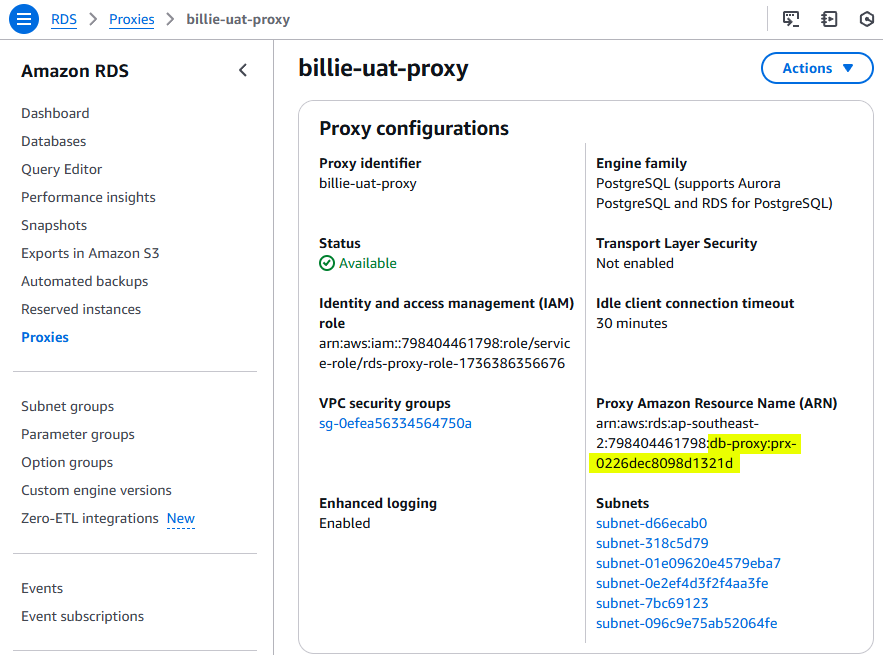 RDS > Proxies > billie-uat-proxy
Amazon RDS
Dashboard
Databases
Query Editor
Performance insights
Snapshots
Exports in Amazon S3
Automated backups
Reserved instances
Proxies
Subnet groups
Parameter groups
Option groups
Custom engine versions
Zero-ETL integrations New
Events
Event subscriptions
billie-uat-proxy
Actions
Proxy configurations
Proxy identifier
billie-uat-proxy
Status
Available
Identity and access management (IAM)
role
arn:aws:iam::798404461798:role/servic
e-role/rds-proxy-role-1736386356676
VPC security groups
sg-0efea56334564750a
Enhanced logging
Enabled
Engine family
PostgreSQL (supports Aurora
PostgreSQL and RDS for PostgreSQL)
Transport Layer Security
Not enabled
Idle client connection timeout
30 minutes
Proxy Amazon Resource Name (ARN)
arn:aws:rds:ap-southeast-
2:798404461798:db-proxy:prx-
0226dec8098d1321d
Subnets
subnet-d66ecab0
subnet-318c5d79
subnet-01e09620e4579eba7
subnet-0e2ef4d3f2f4aa3fe
subnet-7bc69123
subnet-096c9e75ab52064fe